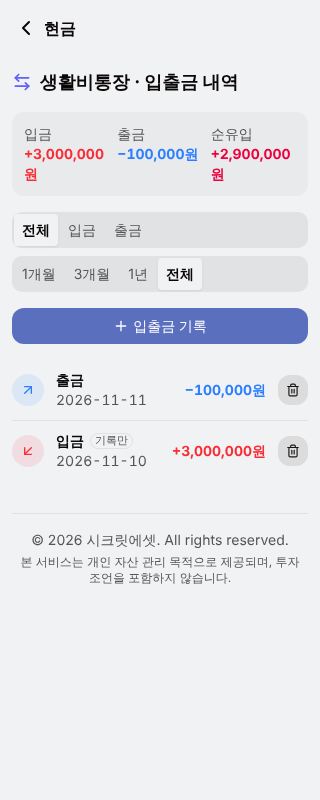 현금
생활비통장 · 입출금 내역
입금 출금 순유입
+3,000,000원 −100,000원 +2,900,000원
전체 입금 출금
1개월 3개월 1년 전체
+ 입출금 기록
출금
2026-11-11
−100,000원
입금 기록만
2026-11-10
+3,000,000원
© 2026 시크릿에셋. All rights reserved.
본 서비스는 개인 자산 관리 목적으로 제공되며, 투자
조언을 포함하지 않습니다.